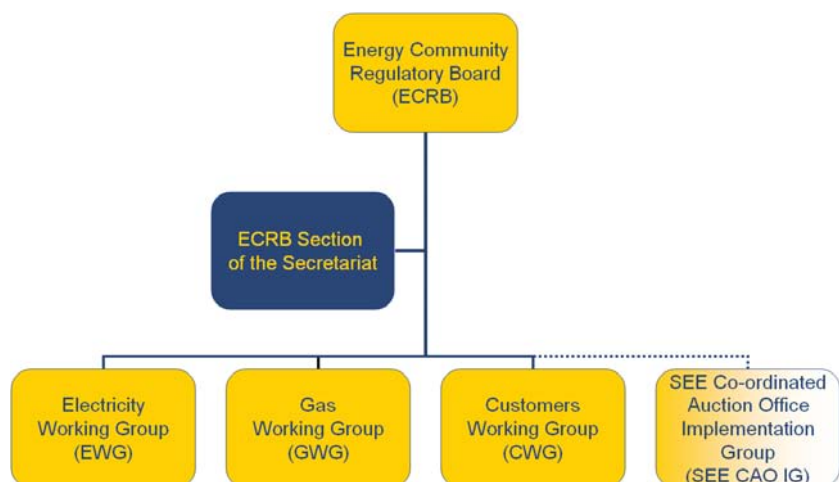 Energy Community
Regulatory Board
(ECRB)
ECRB Section
of the Secretariat
Electricity
Working Group
(EWG)
Gas
Working Group
(GWG)
Customers
Working Group
(CWG)
SEE Co-ordinated
Auction Office
Implementation
Group
(SEE CAO IG)